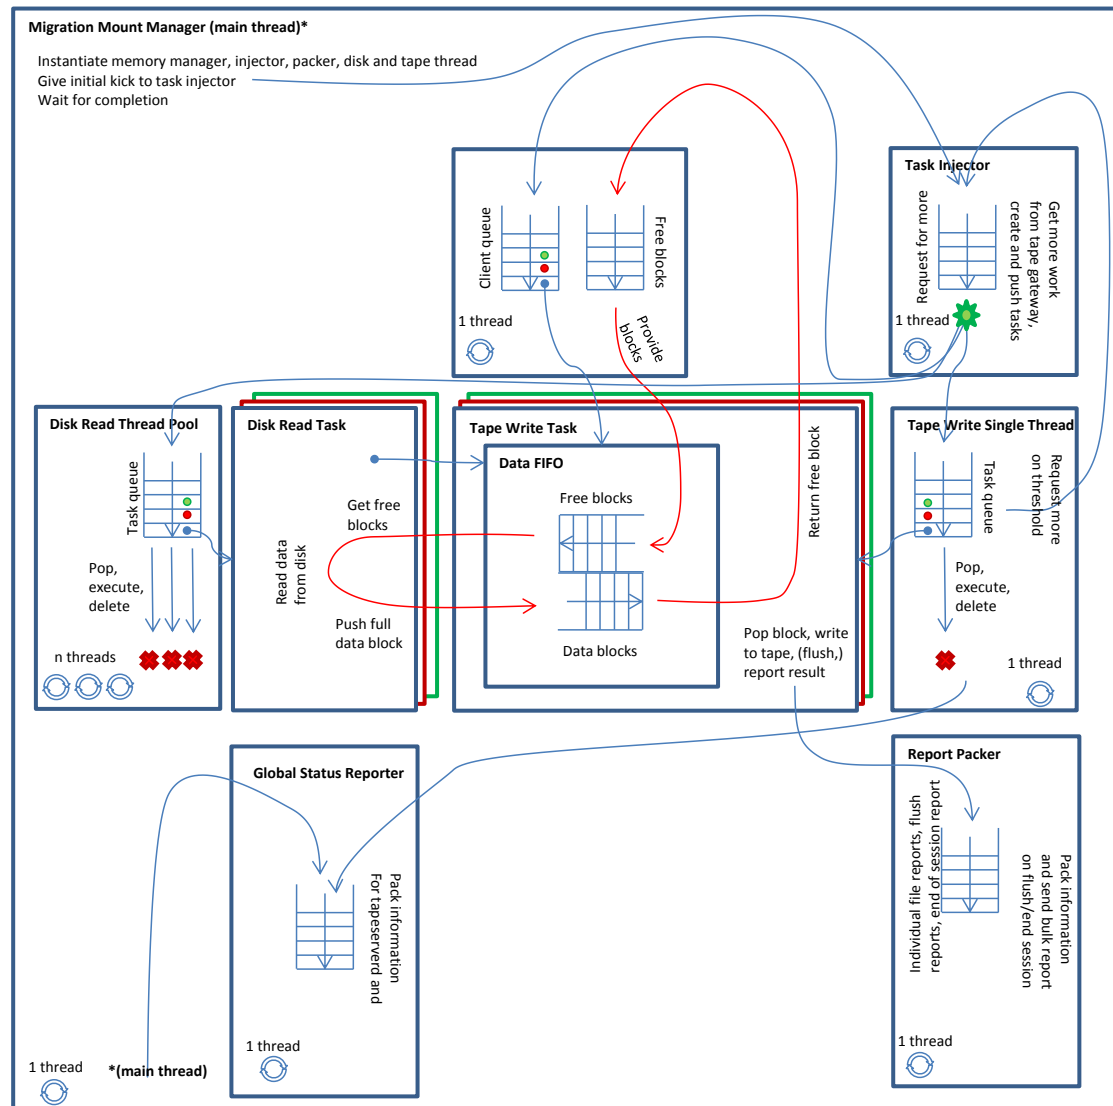 Migration Mount Manager (main thread)*
Instantiate memory manager, injector, packer, disk and tape thread
Give initial kick to task injector
Wait for completion
Client queue
Free blocks
1 thread
Provide
blocks
Task Injector
Request for more
Get more work
from tape gateway,
create and push tasks
1 thread
Disk Read Thread Pool
Task queue
Pop,
execute,
delete
n threads
Disk Read Task
Get free
blocks
Read data
from disk
Push full
data block
Tape Write Task
Data FIFO
Free blocks
Data blocks
Return free block
Pop block, write
to tape, (flush,)
report result
Tape Write Single Thread
Task queue
Request more
on threshold
Pop,
execute,
delete
1 thread
Global Status Reporter
Pack information
For tapeserverd and
1 thread
Report Packer
Individual file reports, flush
reports, end of session report
Pack information
and send bulk report
on flush/end session
1 thread
1 thread
*(main thread)